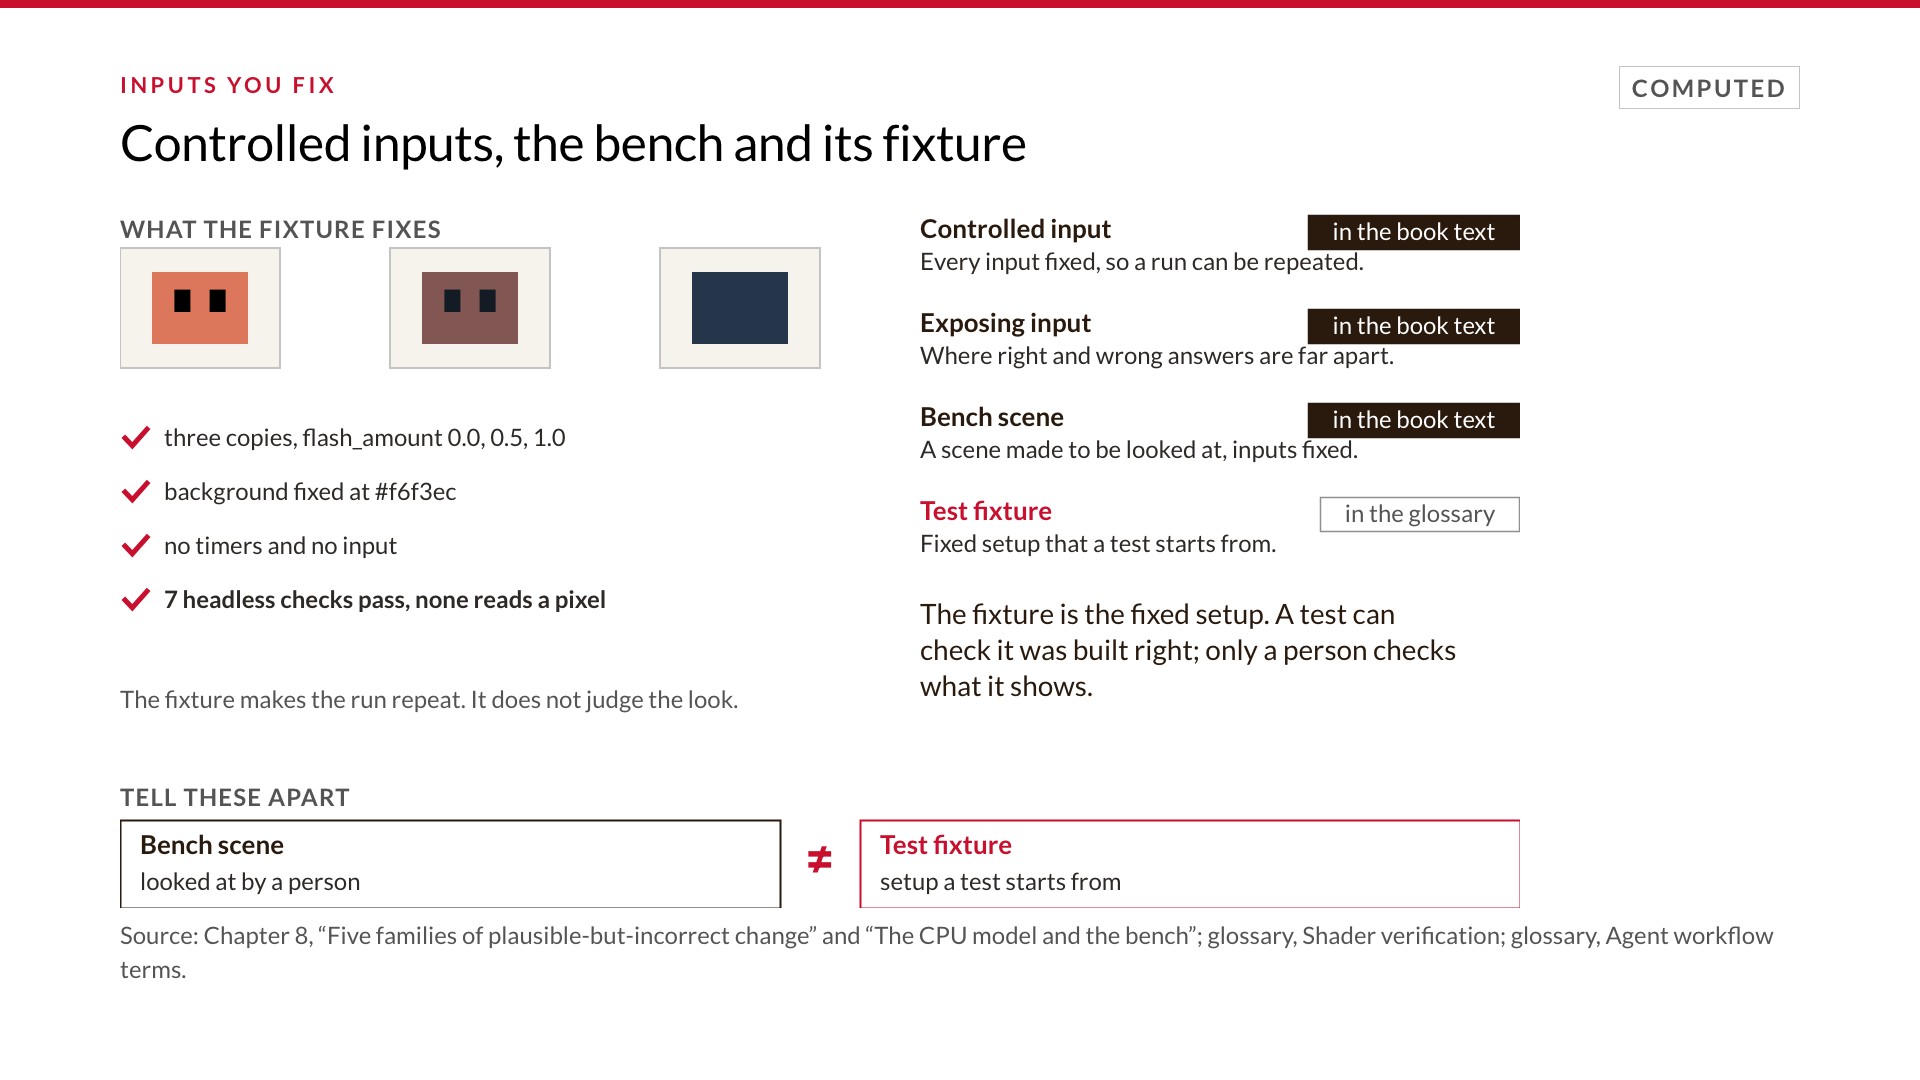 INPUTS YOU FIX
COMPUTED
Controlled inputs, the bench and its fixture
WHAT THE FIXTURE FIXES
three copies, flash_amount 0.0, 0.5, 1.0
background fixed at #f6f3ec
no timers and no input
7 headless checks pass, none reads a pixel
The fixture makes the run repeat. It does not judge the look.
Controlled input
in the book text
Every input fixed, so a run can be repeated.
Exposing input
in the book text
Where right and wrong answers are far apart.
Bench scene
in the book text
A scene made to be looked at, inputs fixed.
Test fixture
in the glossary
Fixed setup that a test starts from.
The fixture is the fixed setup. A test can
check it was built right; only a person checks
what it shows.
TELL THESE APART
Bench scene
looked at by a person
≠
Test fixture
setup a test starts from
Source: Chapter 8, “Five families of plausible-but-incorrect change” and “The CPU model and the bench”; glossary, Shader verification; glossary, Agent workflow
terms.